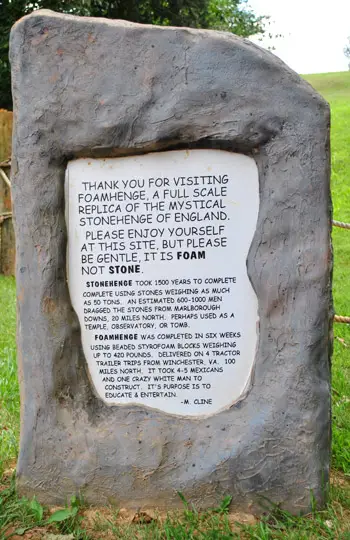 THANK YOU FOR VISITING
FOAMHENGE, A FULL SCALE
REPLICA OF THE MYSTICAL
STONEHENGE OF ENGLAND.
PLEASE ENJOY YOURSELF
AT THIS SITE, BUT PLEASE
BE GENTLE, IT IS FOAM
NOT STONE.
STONEHENGE TOOK 1500 YEARS TO COMPLETE
COMPLETE USING STONES WEIGHING AS MUCH
AS 50 TONS. AN ESTIMATED 600-1000 MEN
DRAGGED THE STONES FROM MARLBOROUGH
DOWNS, 20 MILES NORTH. PERHAPS USED AS A
TEMPLE, OBSERVATORY, OR TOMB.
FOAMHENGE WAS COMPLETED IN SIX WEEKS
USING BEADED STYROFOAM BLOCKS WEIGHING
UP TO 420 POUNDS. DELIVERED ON 4 TRACTOR
TRAILER TRIPS FROM WINCHESTER, VA. 100
MILES NORTH. IT TOOK 4-5 MEXICANS
AND ONE CRAZY WHITE MAN TO
CONSTRUCT. IT'S PURPOSE IS TO
EDUCATE & ENTERTAIN.
-M. CLINE